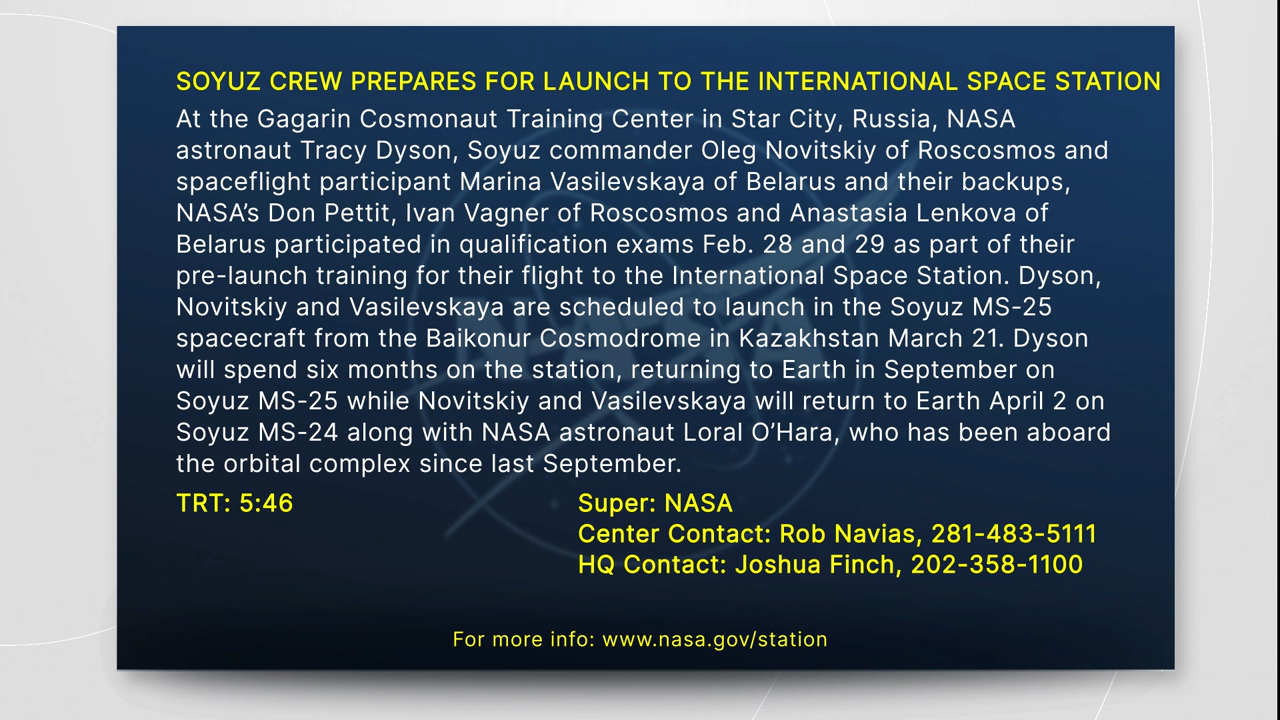 SOYUZ CREW PREPARES FOR LAUNCH TO THE INTERNATIONAL SPACE STATION
At the Gagarin Cosmonaut Training Center in Star City, Russia, NASA
astronaut Tracy Dyson, Soyuz commander Oleg Novitskiy of Roscosmos and
spaceflight participant Marina Vasilevskaya of Belarus and their backups,
NASA’s Don Pettit, Ivan Vagner of Roscosmos and Anastasia Lenkova of
Belarus participated in qualification exams Feb. 28 and 29 as part of their
pre-launch training for their flight to the International Space Station. Dyson,
Novitskiy and Vasilevskaya are scheduled to launch in the Soyuz MS-25
spacecraft from the Baikonur Cosmodrome in Kazakhstan March 21. Dyson
will spend six months on the station, returning to Earth in September on
Soyuz MS-25 while Novitskiy and Vasilevskaya will return to Earth April 2 on
Soyuz MS-24 along with NASA astronaut Loral O’Hara, who has been aboard
the orbital complex since last September.
TRT: 5:46
Super: NASA
Center Contact: Rob Navias, 281-483-5111
HQ Contact: Joshua Finch, 202-358-1100
For more info: www.nasa.gov/station